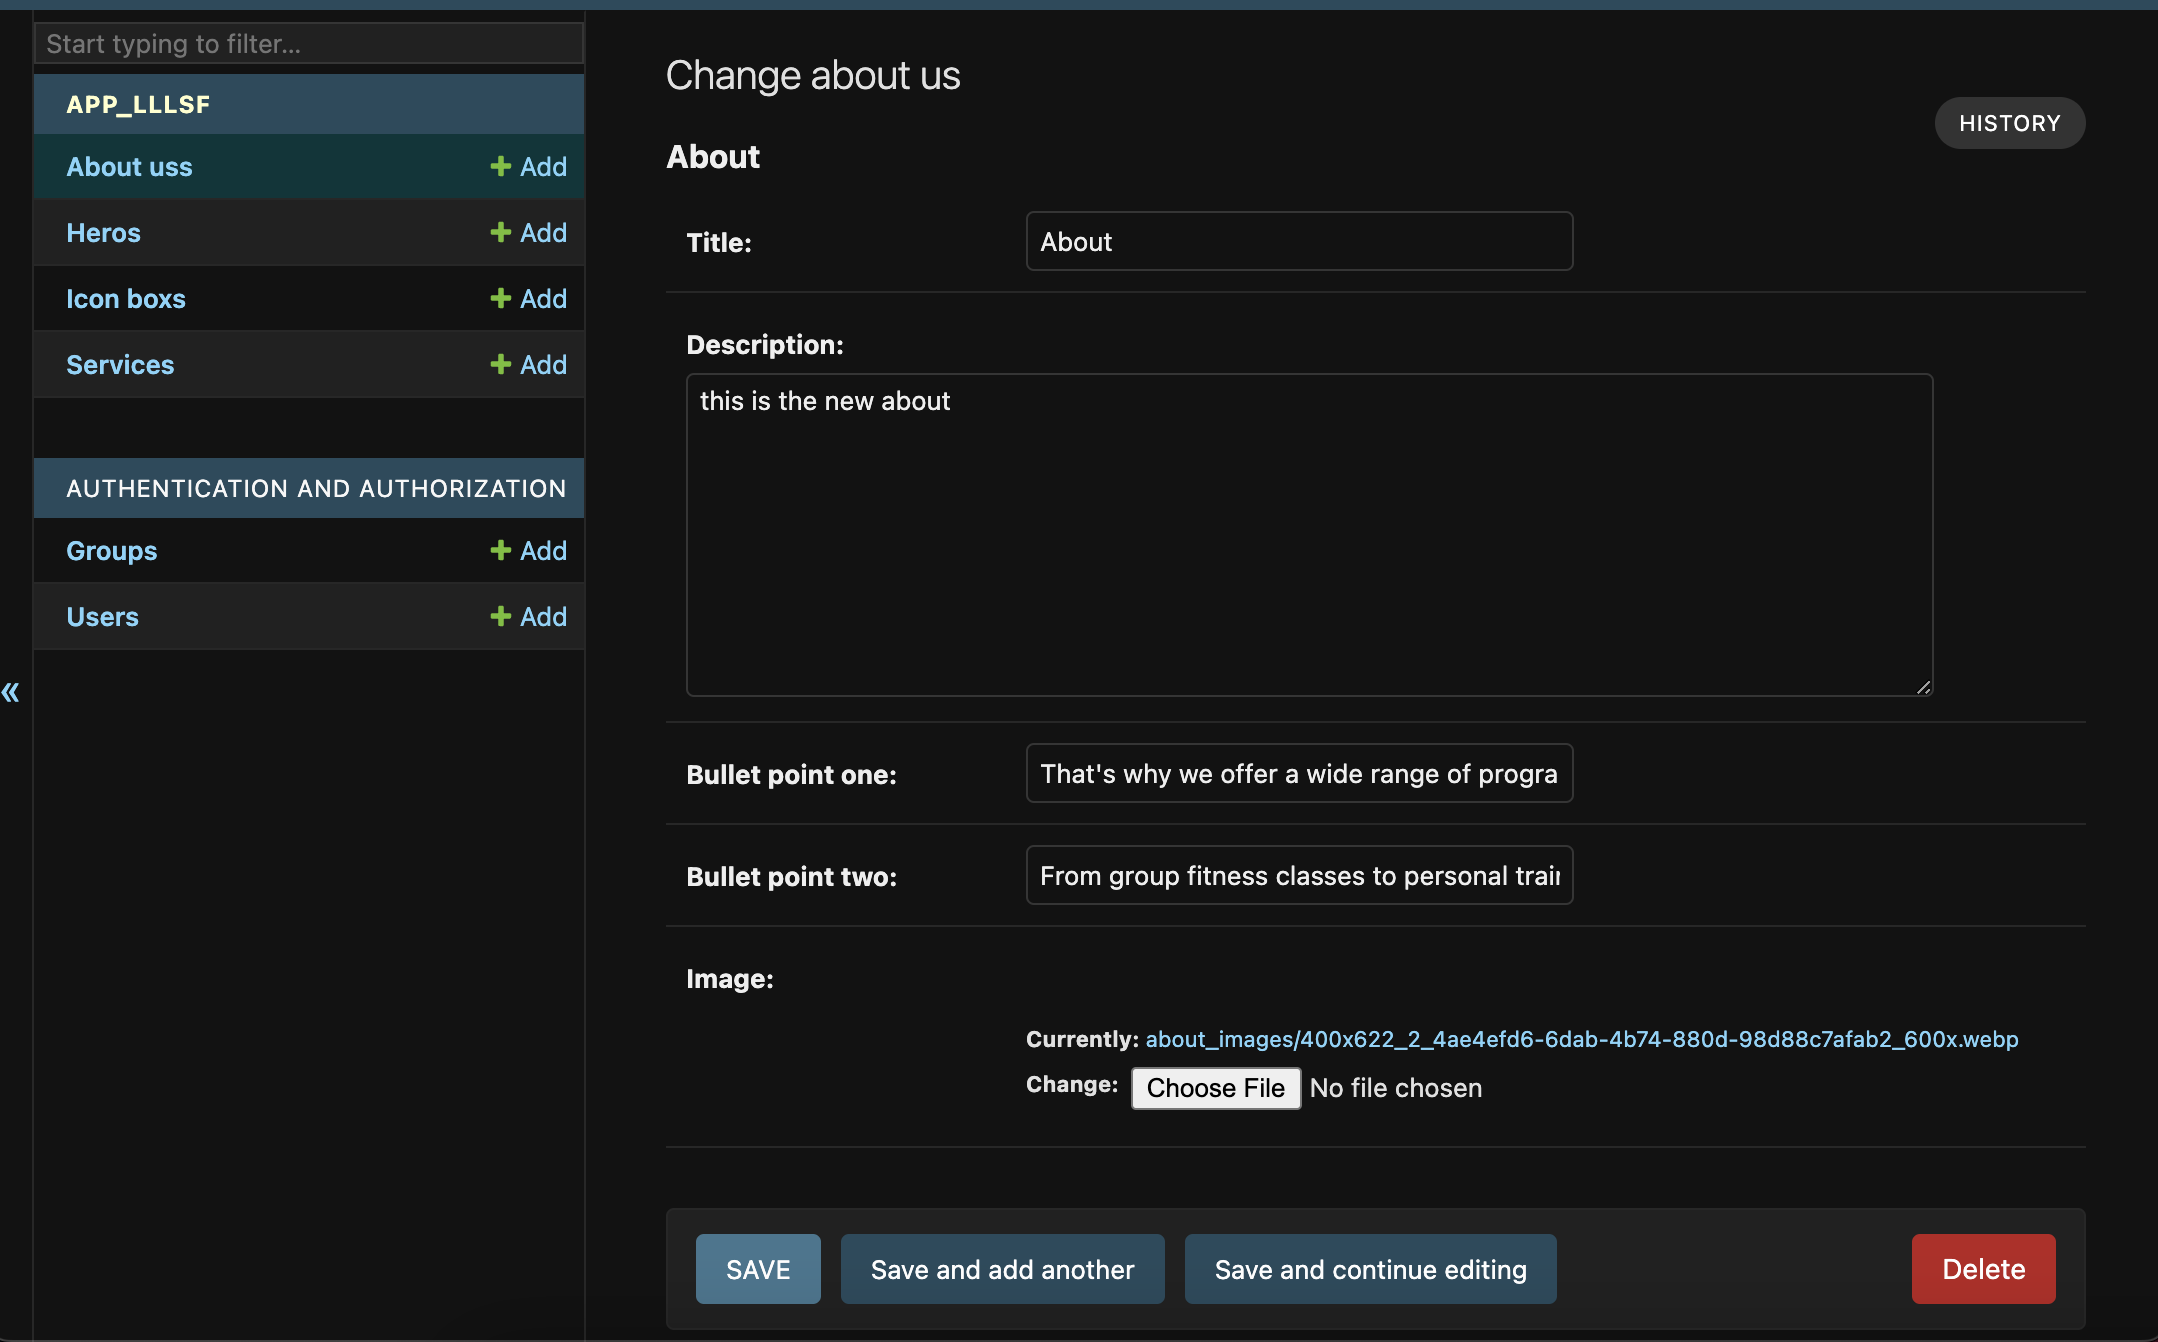 Start typing to filter...
APP_LLLSF
About uss + Add
Heros + Add
Icon boxs + Add
Services + Add
AUTHENTICATION AND AUTHORIZATION
Groups + Add
Users + Add
«
Change about us
HISTORY
About
Title: About
Description:
this is the new about
Bullet point one: That's why we offer a wide range of progra
Bullet point two: From group fitness classes to personal trair
Image:
Currently: about_images/400x622_2_4ae4efd6-6dab-4b74-880d-98d88c7afab2_600x.webp
Change: Choose File No file chosen
SAVE Save and add another Save and continue editing Delete